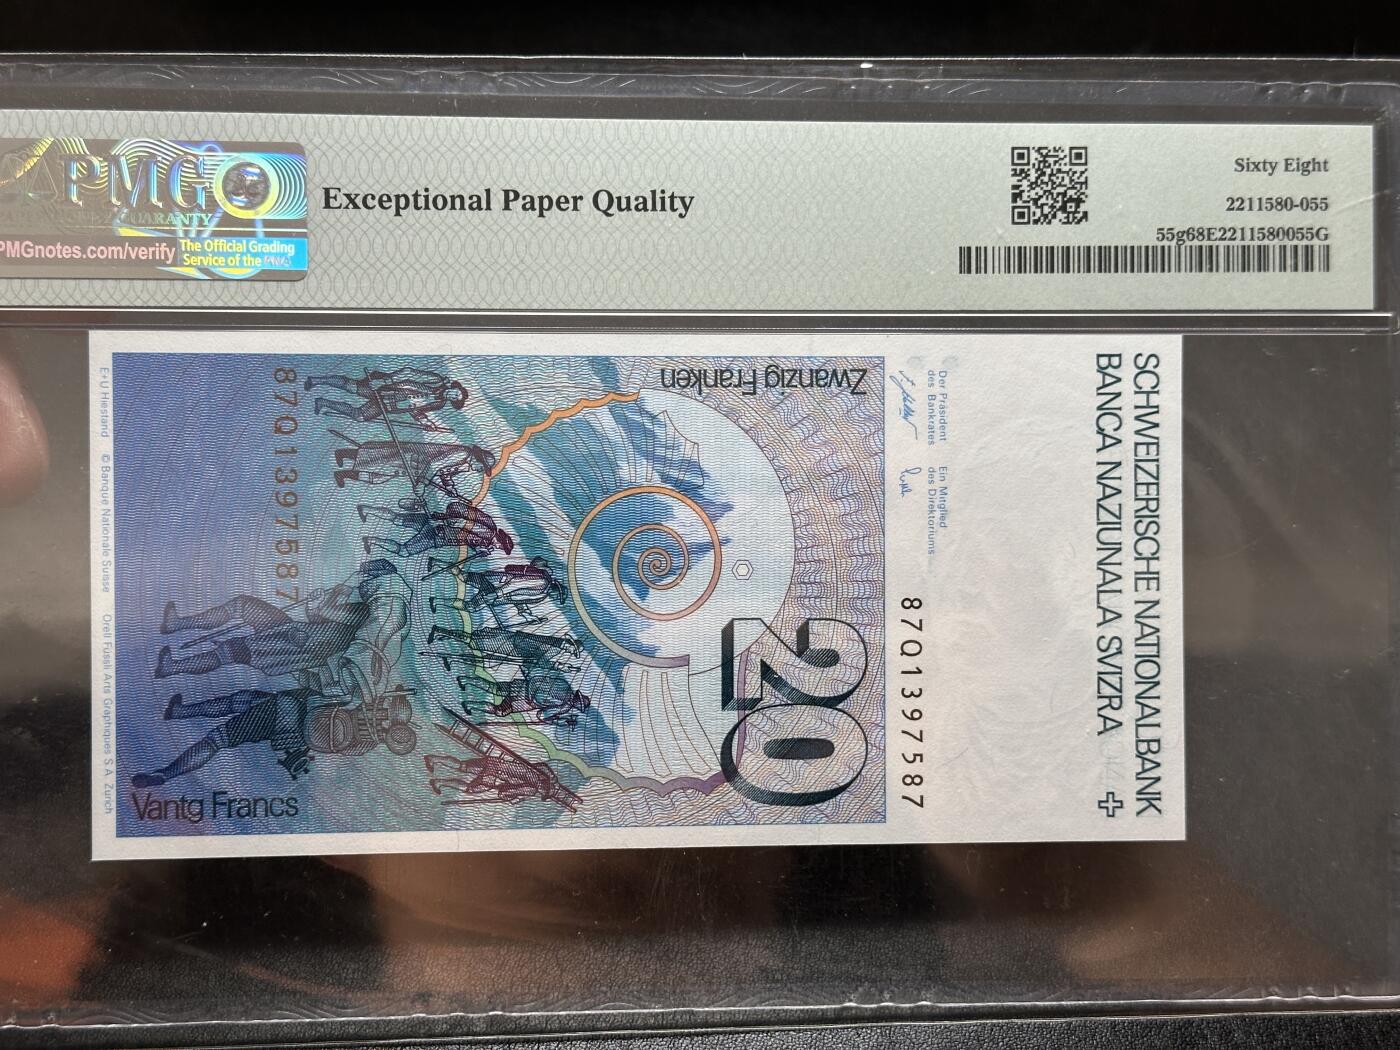 PMG
GUARANTY
PMGnotes.com/verify
The Official Grading
Service of the PNG
Exceptional Paper Quality
Sixty Eight
2211580-055
55g68E2211580055G
SCHWEIZERISCHE NATIONALBANK
BANCA NAZIUNALA SVIZRA
Der Präsident
des Bankrates
Ein Mitglied
des Direktoriums
87Q1397587
Zwanzig Franken
20
87Q1397587
Vantg Francs
E+U Hiestand © Banque Nationale Suisse Orell Füssli Arts Graphiques S.A. Zurich